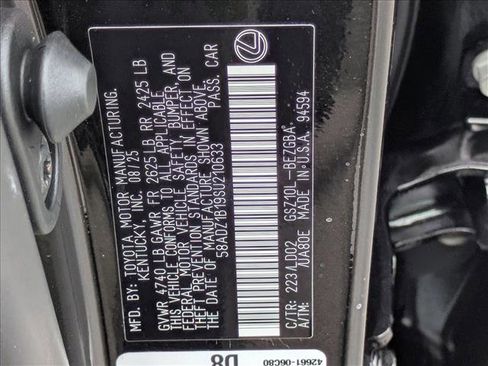 MFD. BY: TOYOTA MOTOR MANUFACTURING,
KENTUCKY, INC. 08/25
GVWR 4740 LB GAWR FR 2625 LB RR 2425 LB
THIS VEHICLE CONFORMS TO ALL APPLICABLE
FEDERAL MOTOR VEHICLE SAFETY, BUMPER, AND
THEFT PREVENTION STANDARDS IN EFFECT ON
THE DATE OF MANUFACTURE SHOWN ABOVE.
58ADZ1B19SU210633 PASS. CAR
C/TR: 223/LD02 GSZ10L-BEZGBA
A/TM: /UA80E MADE IN U.S.A. 94594
42661-06C80
D8